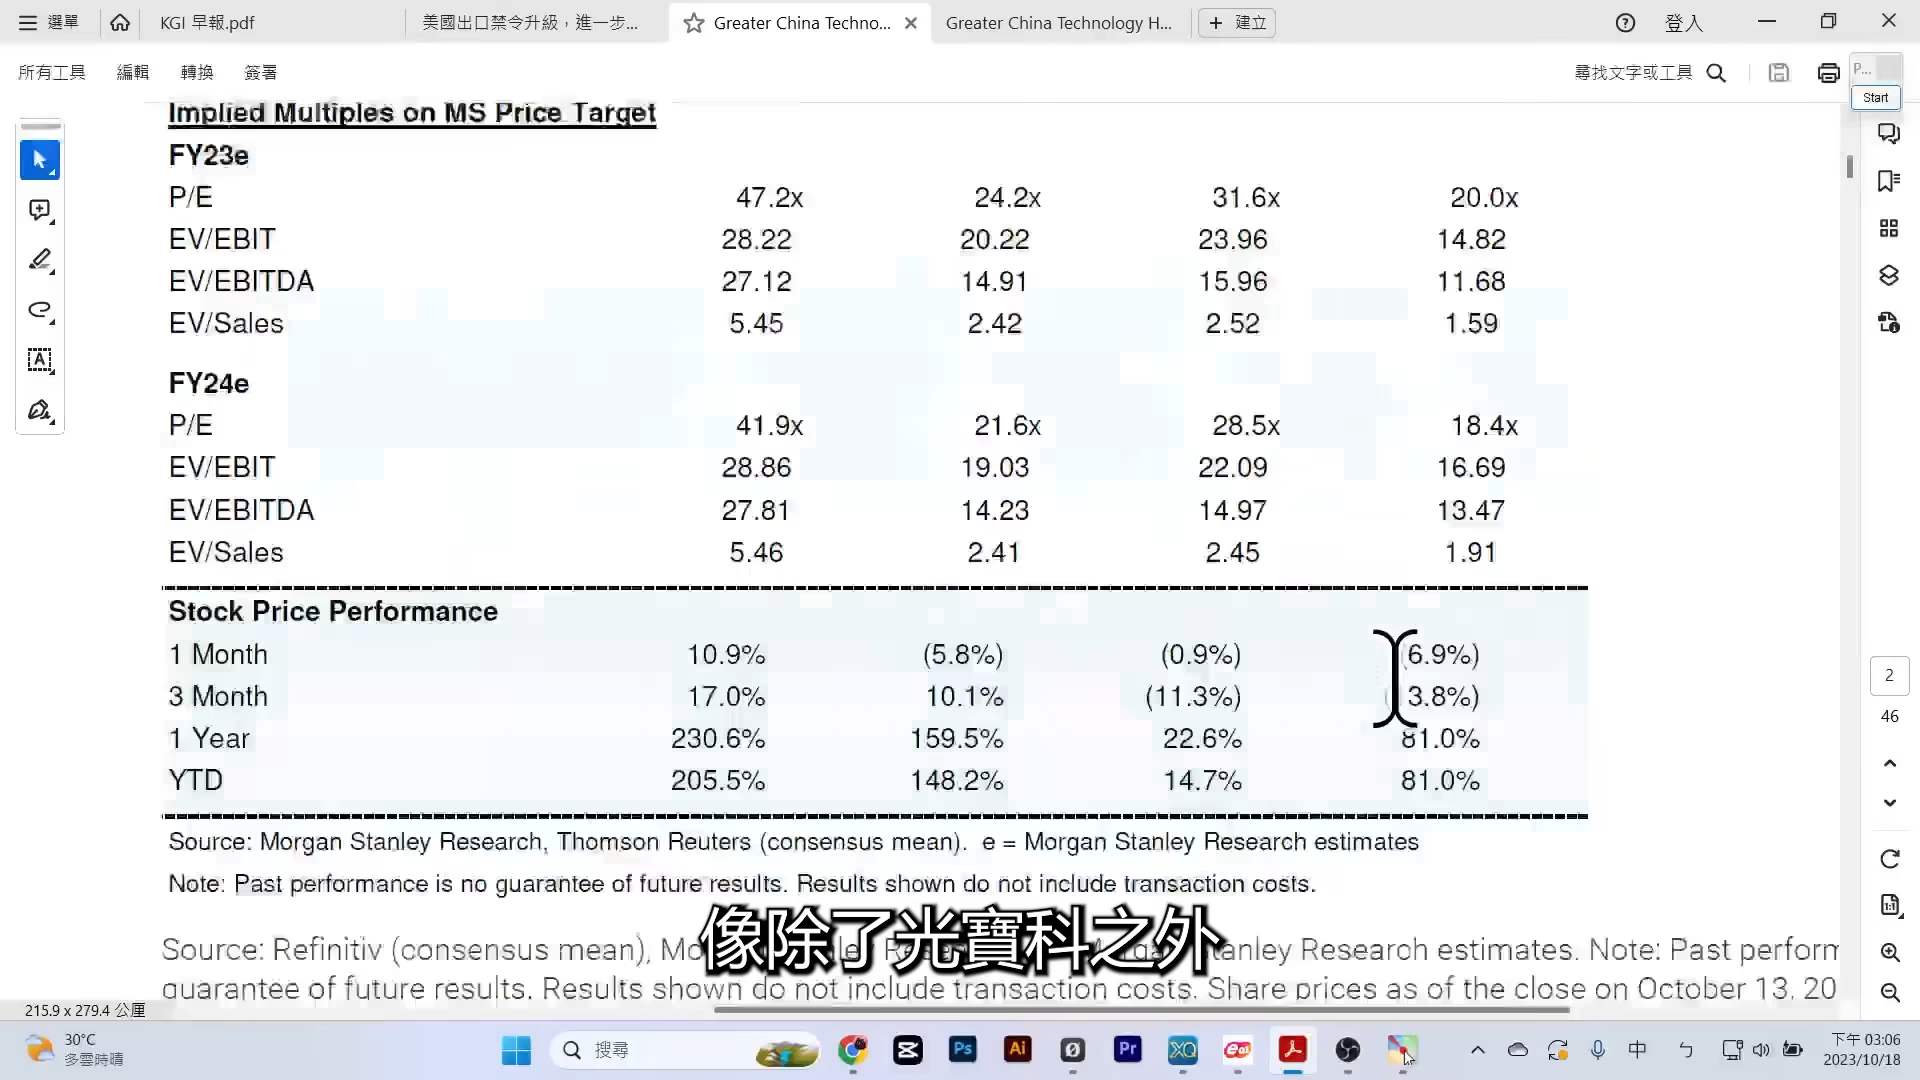 選單
KGI 早報.pdf
美國出口禁令升級，進一步...
Greater China Techno...
Greater China Technology H...
建立
登入
所有工具 編輯 轉換 簽署
尋找文字或工具
P...
Start
Implied Multiples on MS Price Target
FY23e
P/E 47.2x 24.2x 31.6x 20.0x
EV/EBIT 28.22 20.22 23.96 14.82
EV/EBITDA 27.12 14.91 15.96 11.68
EV/Sales 5.45 2.42 2.52 1.59
FY24e
P/E 41.9x 21.6x 28.5x 18.4x
EV/EBIT 28.86 19.03 22.09 16.69
EV/EBITDA 27.81 14.23 14.97 13.47
EV/Sales 5.46 2.41 2.45 1.91
Stock Price Performance
1 Month 10.9% (5.8%) (0.9%) (6.9%)
3 Month 17.0% 10.1% (11.3%) 3.8%)
1 Year 230.6% 159.5% 22.6% 81.0%
YTD 205.5% 148.2% 14.7% 81.0%
Source: Morgan Stanley Research, Thomson Reuters (consensus mean). e = Morgan Stanley Research estimates
Note: Past performance is no guarantee of future results. Results shown do not include transaction costs.
像除了光寶科之外
Source: Refinitiv (consensus mean), Stanley Research estimates. Note: Past perform
guarantee of future results. Results shown do not include transaction costs. Share prices as of the close on October 13, 20
2
46
215.9 x 279.4 公厘
30°C
多雲時晴
搜尋
Ps
Ai
Pr
XQ
中
ㄣ
下午 03:06
2023/10/18